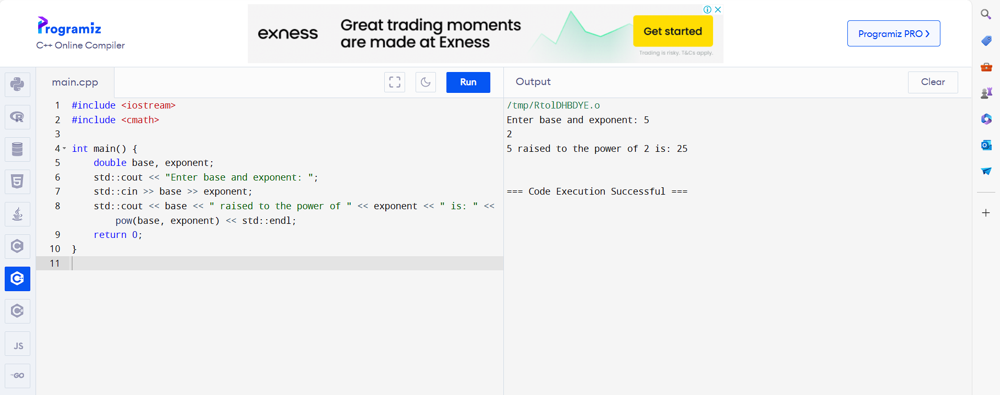 Programiz
C++ Online Compiler
exness
Great trading moments
are made at Exness
Get started
Trading is risky. T&Cs apply.
Programiz PRO
main.cpp
Run
Output
Clear
1 #include <iostream>
2 #include <cmath>
3
4 int main() {
5     double base, exponent;
6     std::cout << "Enter base and exponent: ";
7     std::cin >> base >> exponent;
8     std::cout << base << " raised to the power of " << exponent << " is: " <<
        pow(base, exponent) << std::endl;
9     return 0;
10 }
11
/tmp/RtolDHBDYE.o
Enter base and exponent: 5
2
5 raised to the power of 2 is: 25
=== Code Execution Successful ===
R
5
C
C++
C#
JS
GO